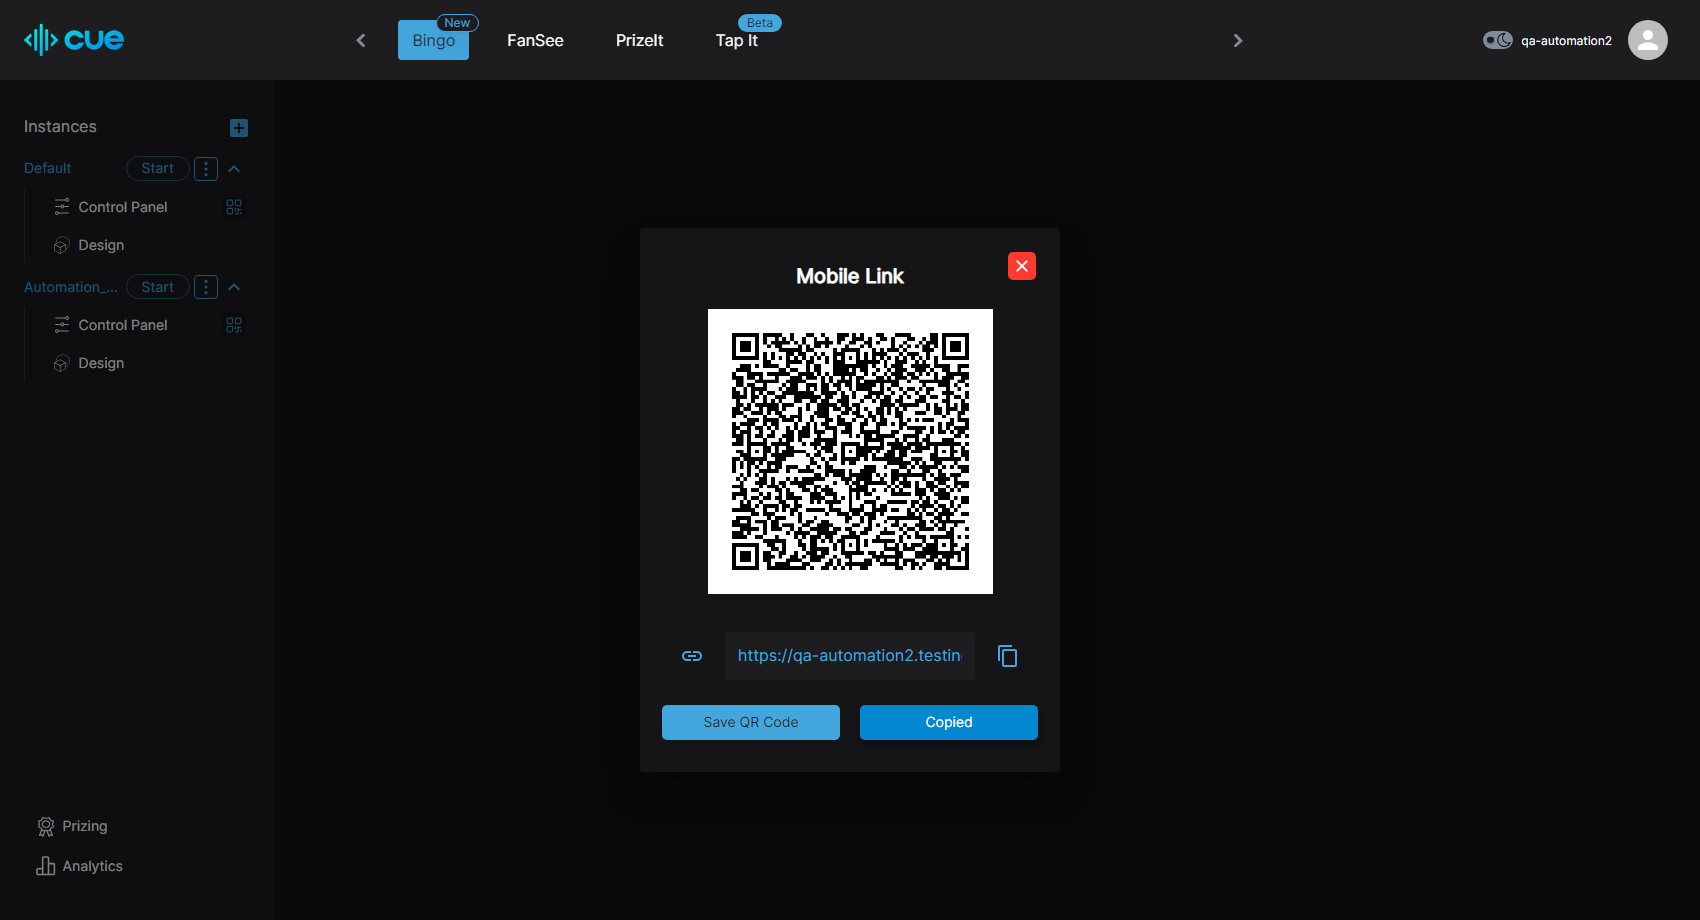 cue
Bingo
New
FanSee
PrizeIt
Tap It
Beta
qa-automation2
Instances
Default
Start
Control Panel
Design
Automation_...
Start
Control Panel
Design
Mobile Link
https://qa-automation2.testin
Save QR Code
Copied
Prizing
Analytics